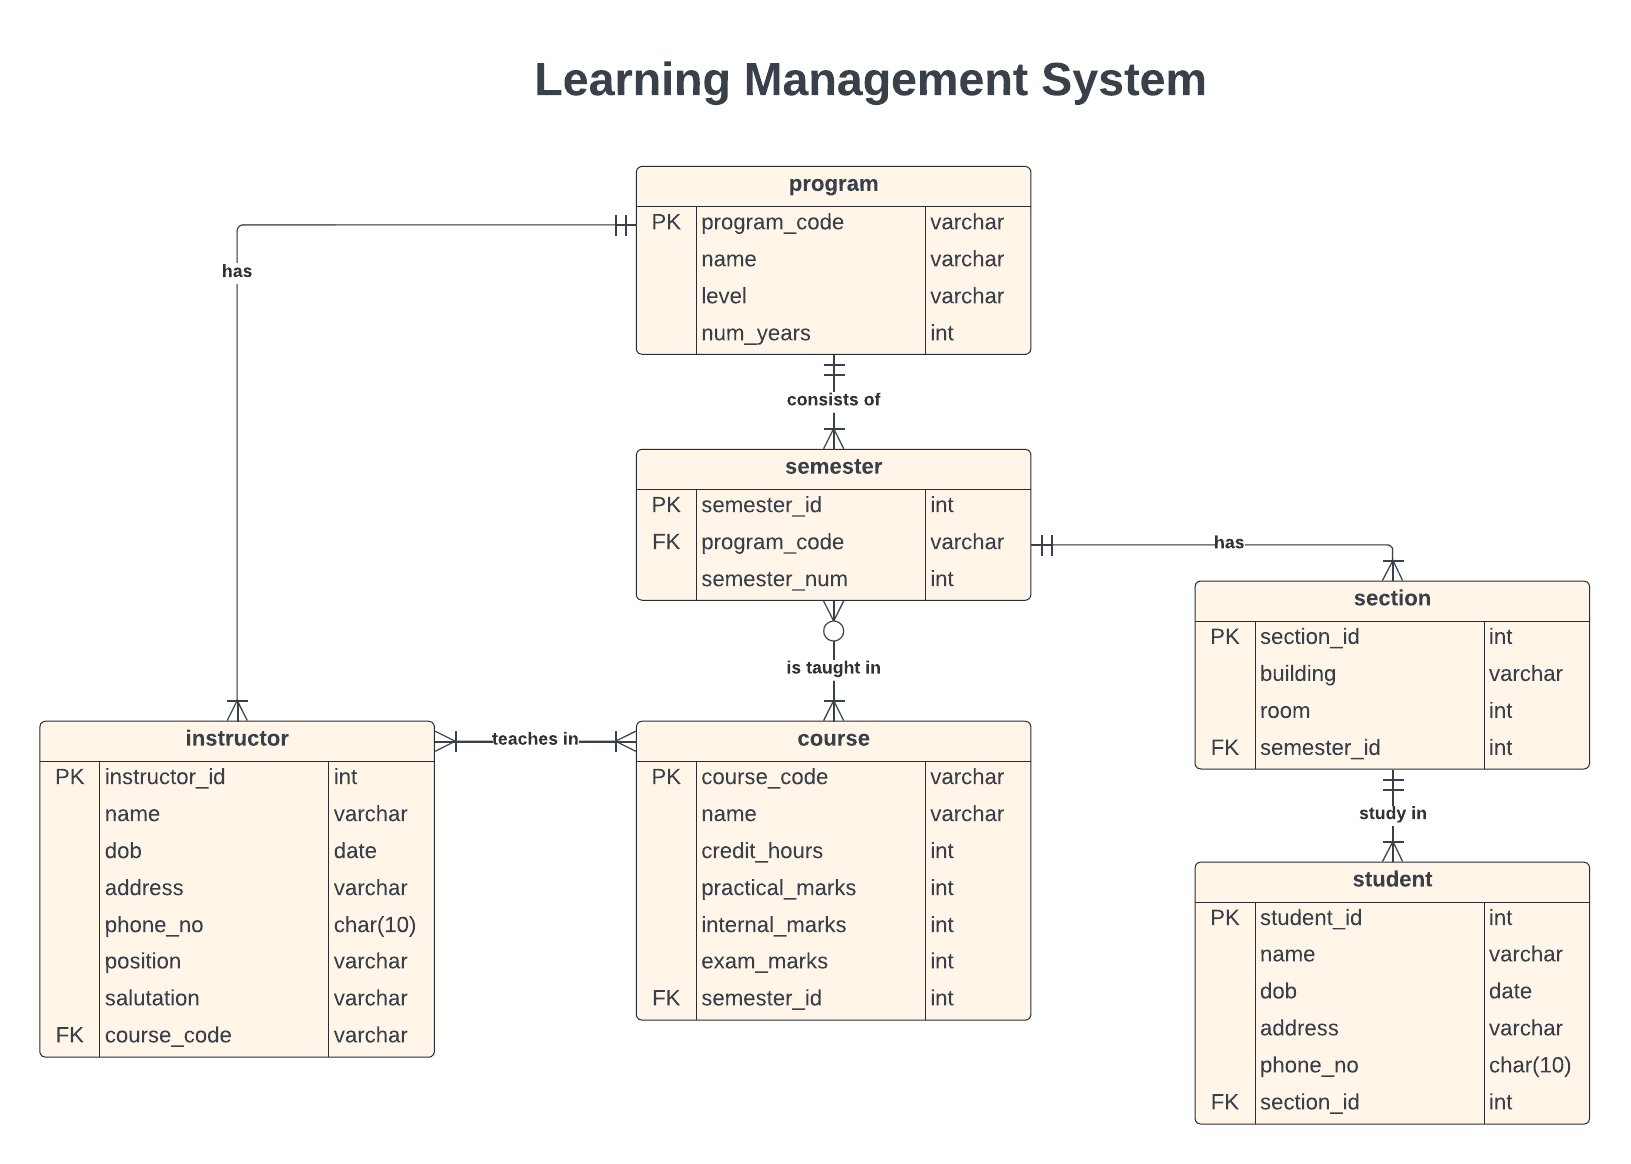 Learning Management System
program
PK program_code varchar
name varchar
level varchar
num_years int
has
consists of
semester
PK semester_id int
FK program_code varchar
semester_num int
has
section
PK section_id int
building varchar
room int
FK semester_id int
is taught in
instructor
PK instructor_id int
name varchar
dob date
address varchar
phone_no char(10)
position varchar
salutation varchar
FK course_code varchar
teaches in
course
PK course_code varchar
name varchar
credit_hours int
practical_marks int
internal_marks int
exam_marks int
FK semester_id int
study in
student
PK student_id int
name varchar
dob date
address varchar
phone_no char(10)
FK section_id int